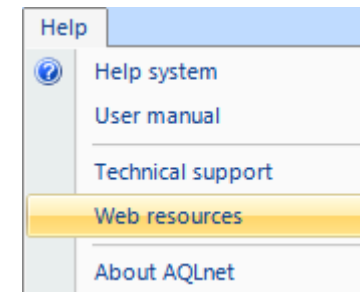 Help
Help system
User manual
Technical support
Web resources
About AQLnet